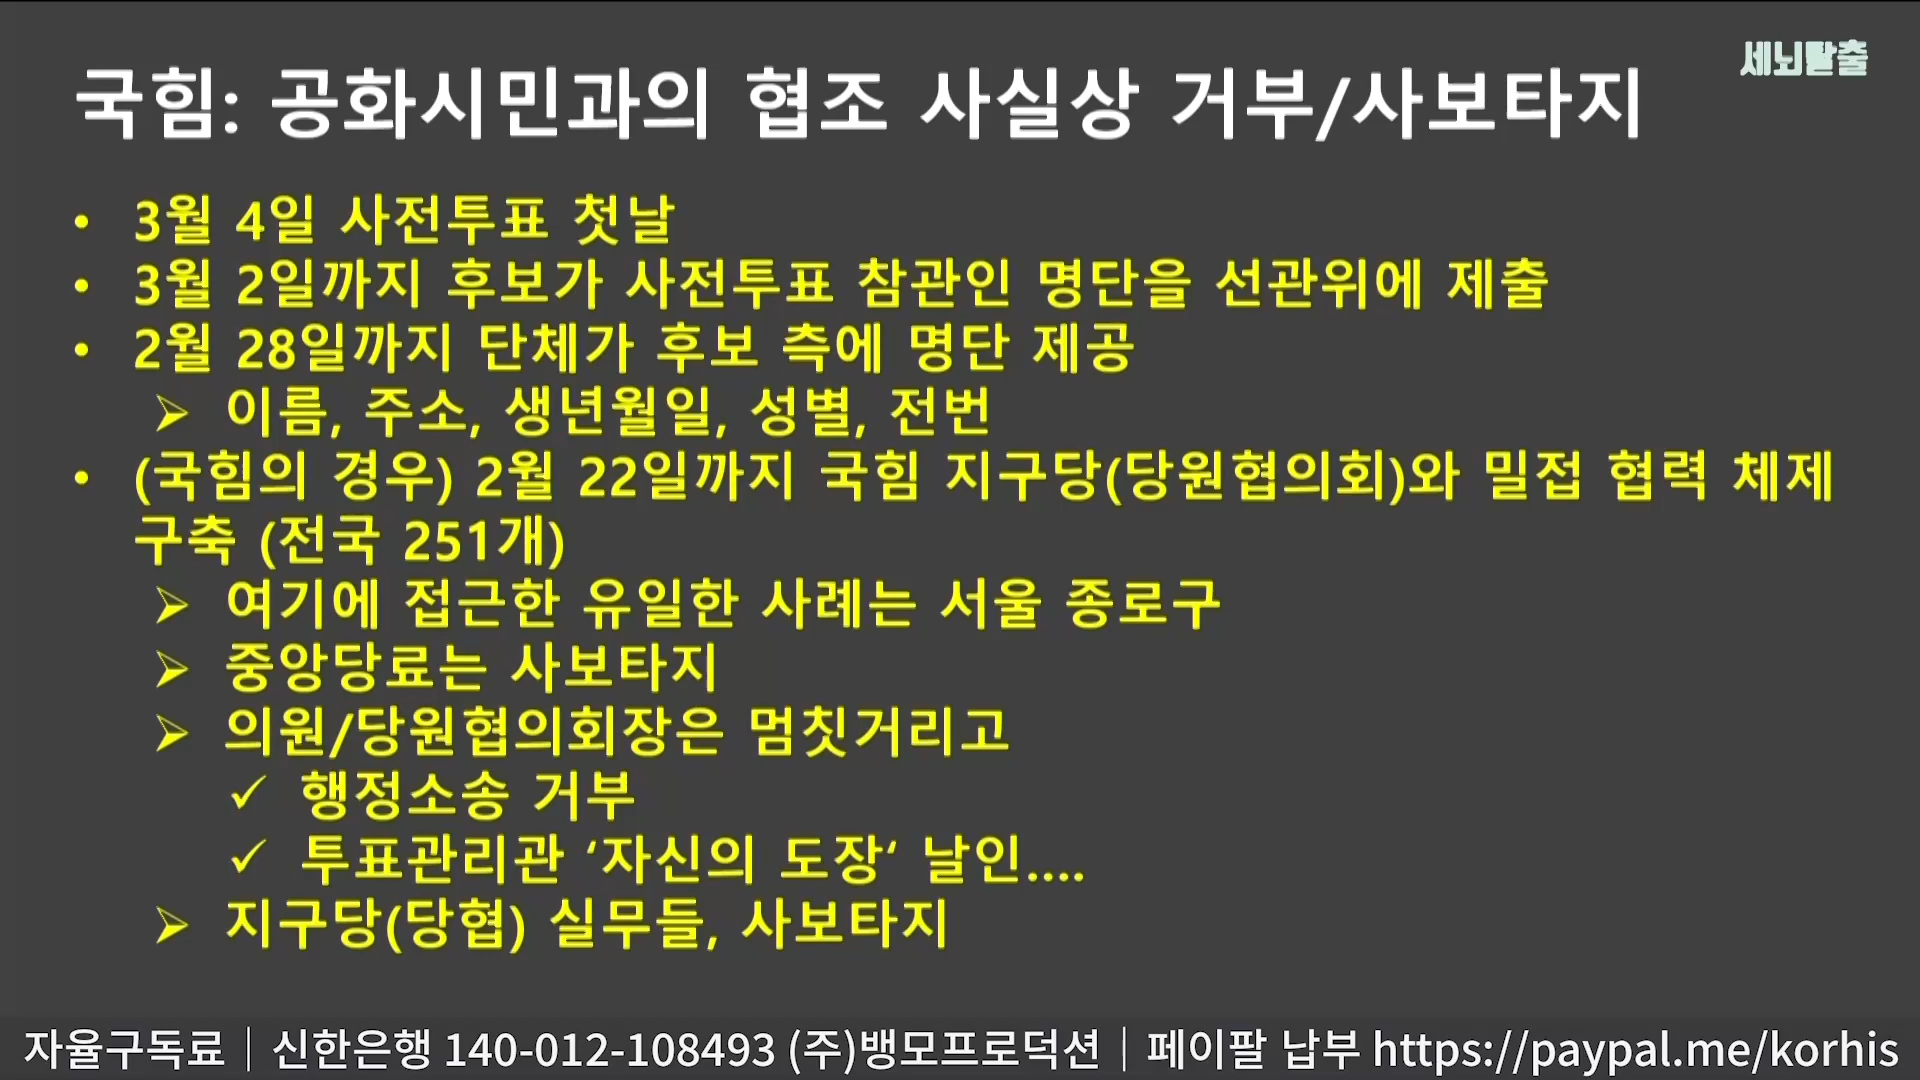 세뇌탈출
국힘: 공화시민과의 협조 사실상 거부/사보타지
• 3월 4일 사전투표 첫날
• 3월 2일까지 후보가 사전투표 참관인 명단을 선관위에 제출
• 2월 28일까지 단체가 후보 측에 명단 제공
➢ 이름, 주소, 생년월일, 성별, 전번
• (국힘의 경우) 2월 22일까지 국힘 지구당(당원협의회)와 밀접 협력 체제
구축 (전국 251개)
➢ 여기에 접근한 유일한 사례는 서울 종로구
➢ 중앙당료는 사보타지
➢ 의원/당원협의회장은 멈칫거리고
✓ 행정소송 거부
✓ 투표관리관 ‘자신의 도장‘ 날인....
➢ 지구당(당협) 실무들, 사보타지
자율구독료│신한은행 140-012-108493 (주)뱅모프로덕션│페이팔 납부 https://paypal.me/korhis